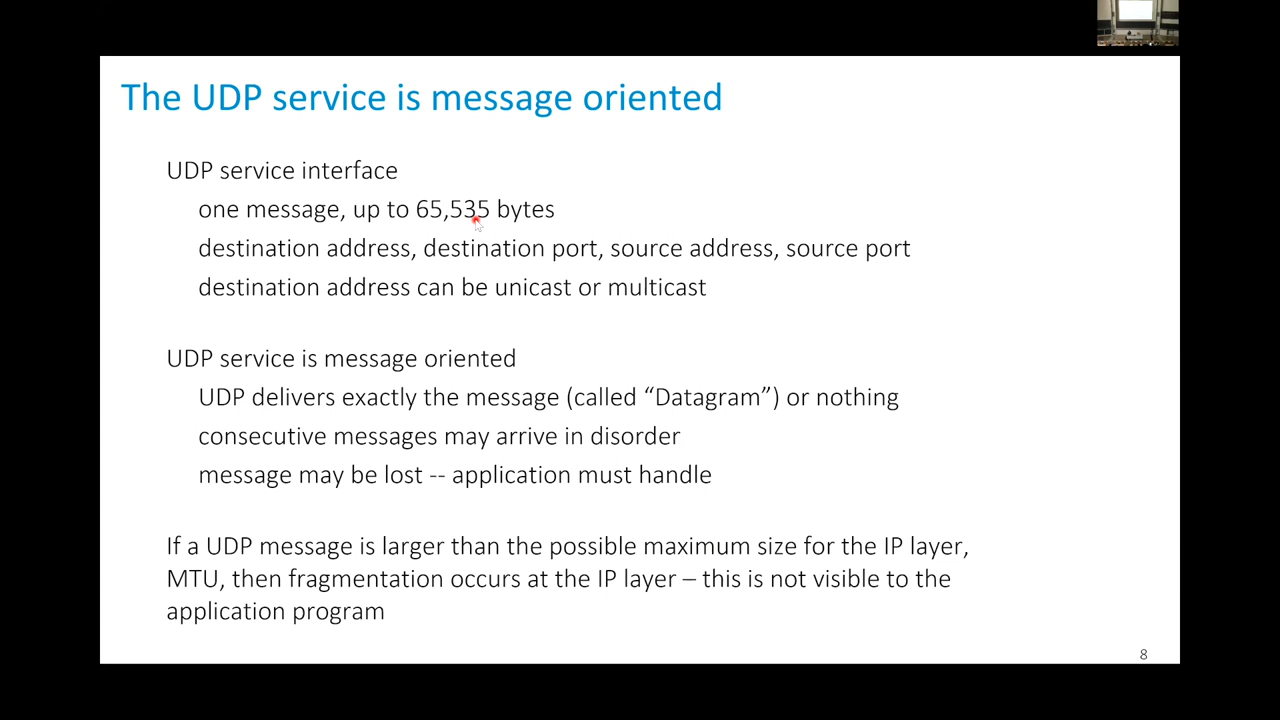 The UDP service is message oriented
UDP service interface
one message, up to 65,535 bytes
destination address, destination port, source address, source port
destination address can be unicast or multicast
UDP service is message oriented
UDP delivers exactly the message (called “Datagram”) or nothing
consecutive messages may arrive in disorder
message may be lost -- application must handle
If a UDP message is larger than the possible maximum size for the IP layer,
MTU, then fragmentation occurs at the IP layer – this is not visible to the
application program
8